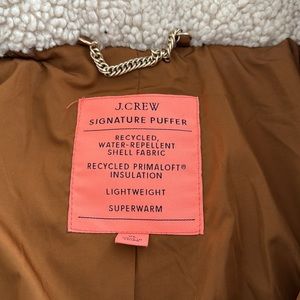 J.CREW
SIGNATURE PUFFER
RECYCLED,
WATER-REPELLENT
SHELL FABRIC
RECYCLED PRIMALOFT®
INSULATION
LIGHTWEIGHT
SUPERWARM